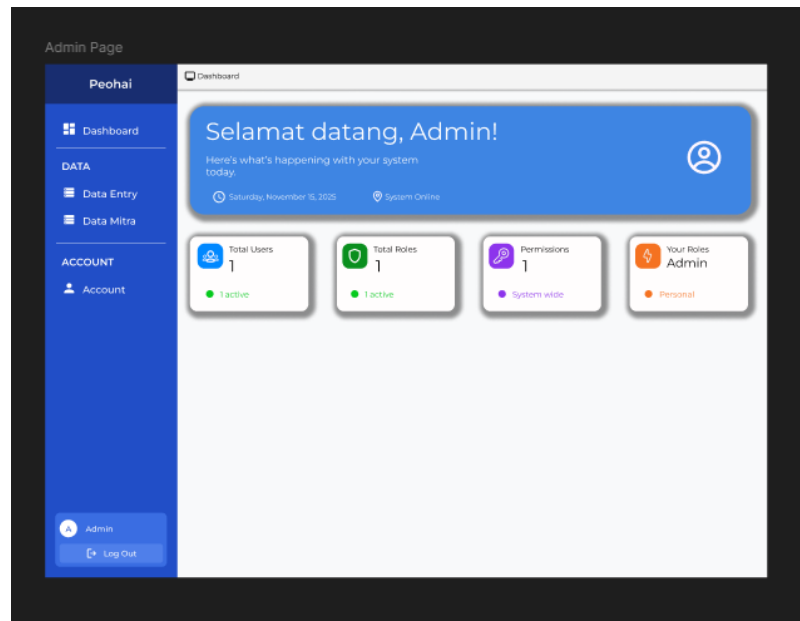 Admin Page
Peohai
Dashboard
DATA
Data Entry
Data Mitra
ACCOUNT
Account
A
Admin
Log Out
Dashboard
Selamat datang, Admin!
Here's what's happening with your system
today.
Saturday, November 15, 2025
System Online
Total Users
1
1 active
Total Roles
1
1 active
Permissions
1
System wide
Your Roles
Admin
Personal